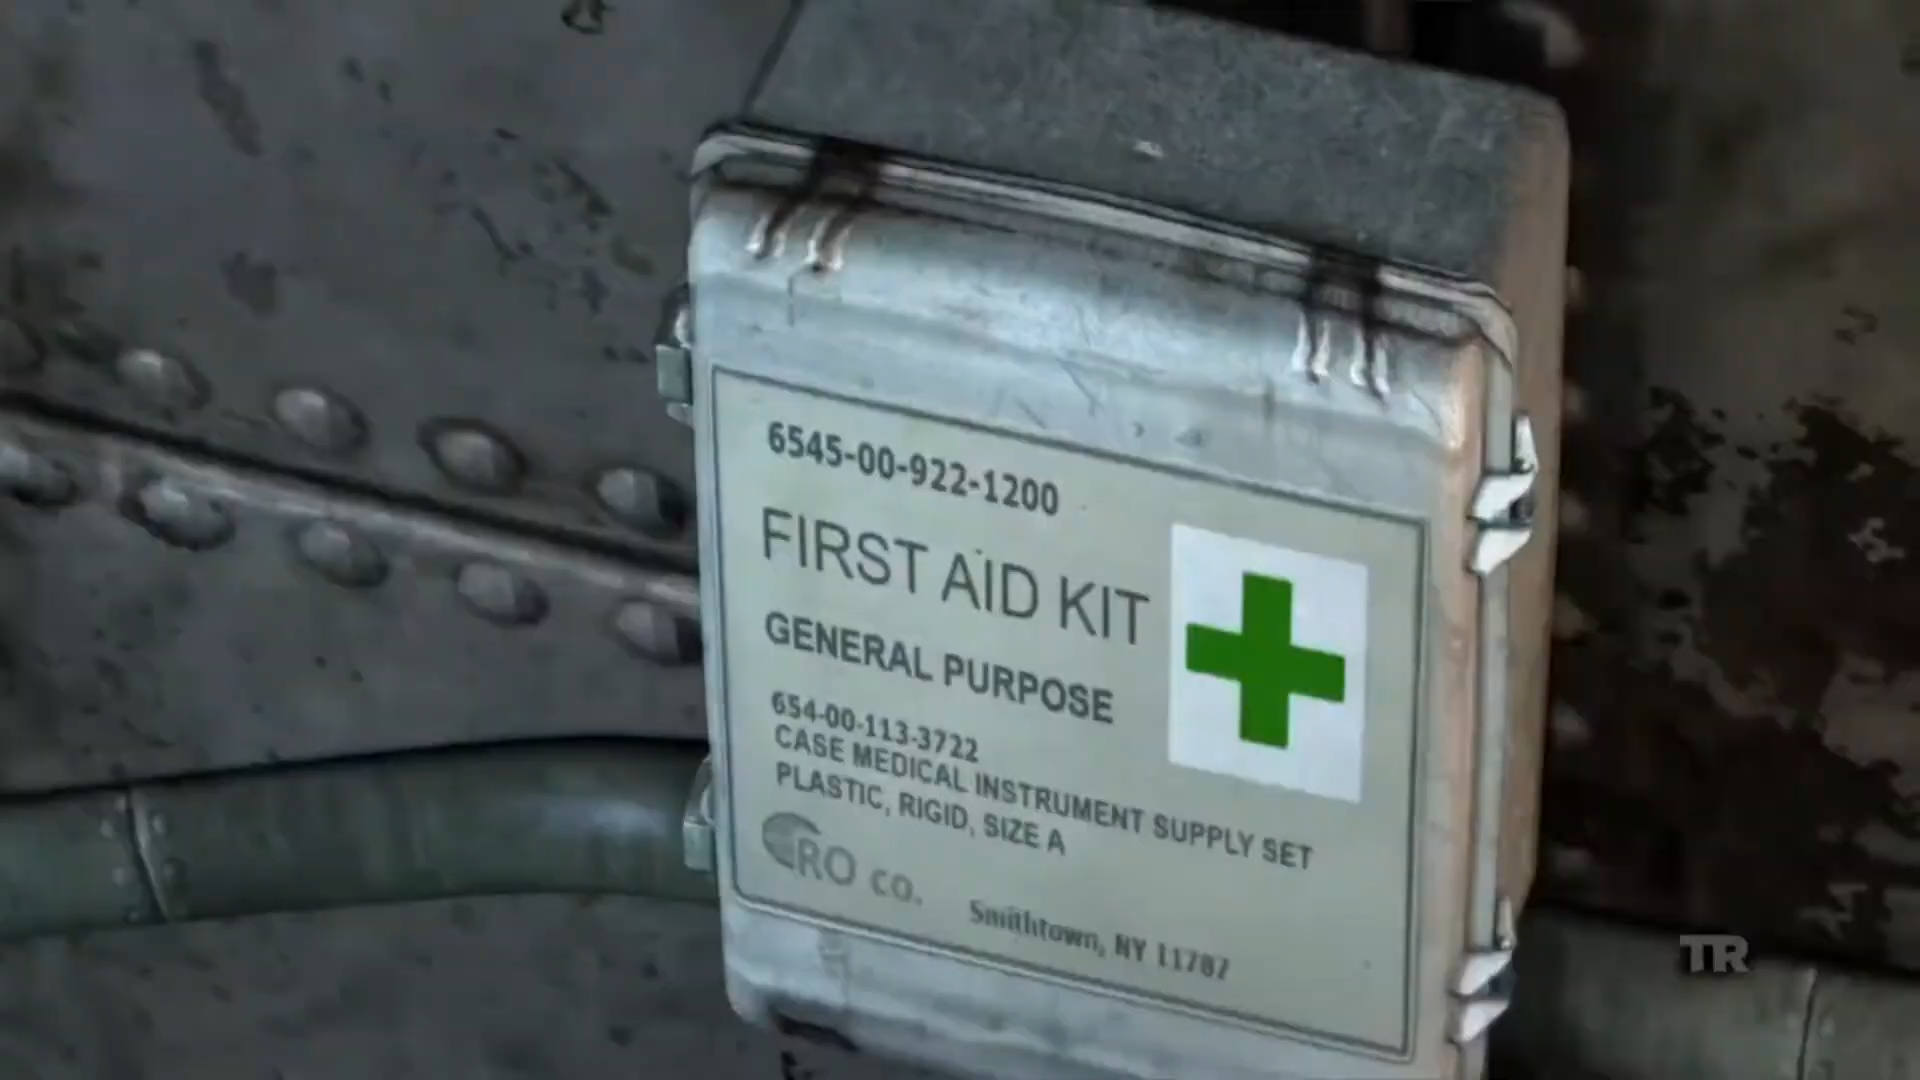 6545-00-922-1200
FIRST AID KIT
GENERAL PURPOSE
654-00-113-3722
CASE MEDICAL INSTRUMENT SUPPLY SET
PLASTIC, RIGID, SIZE A
RO CO.
Smithtown, NY 11787
TR